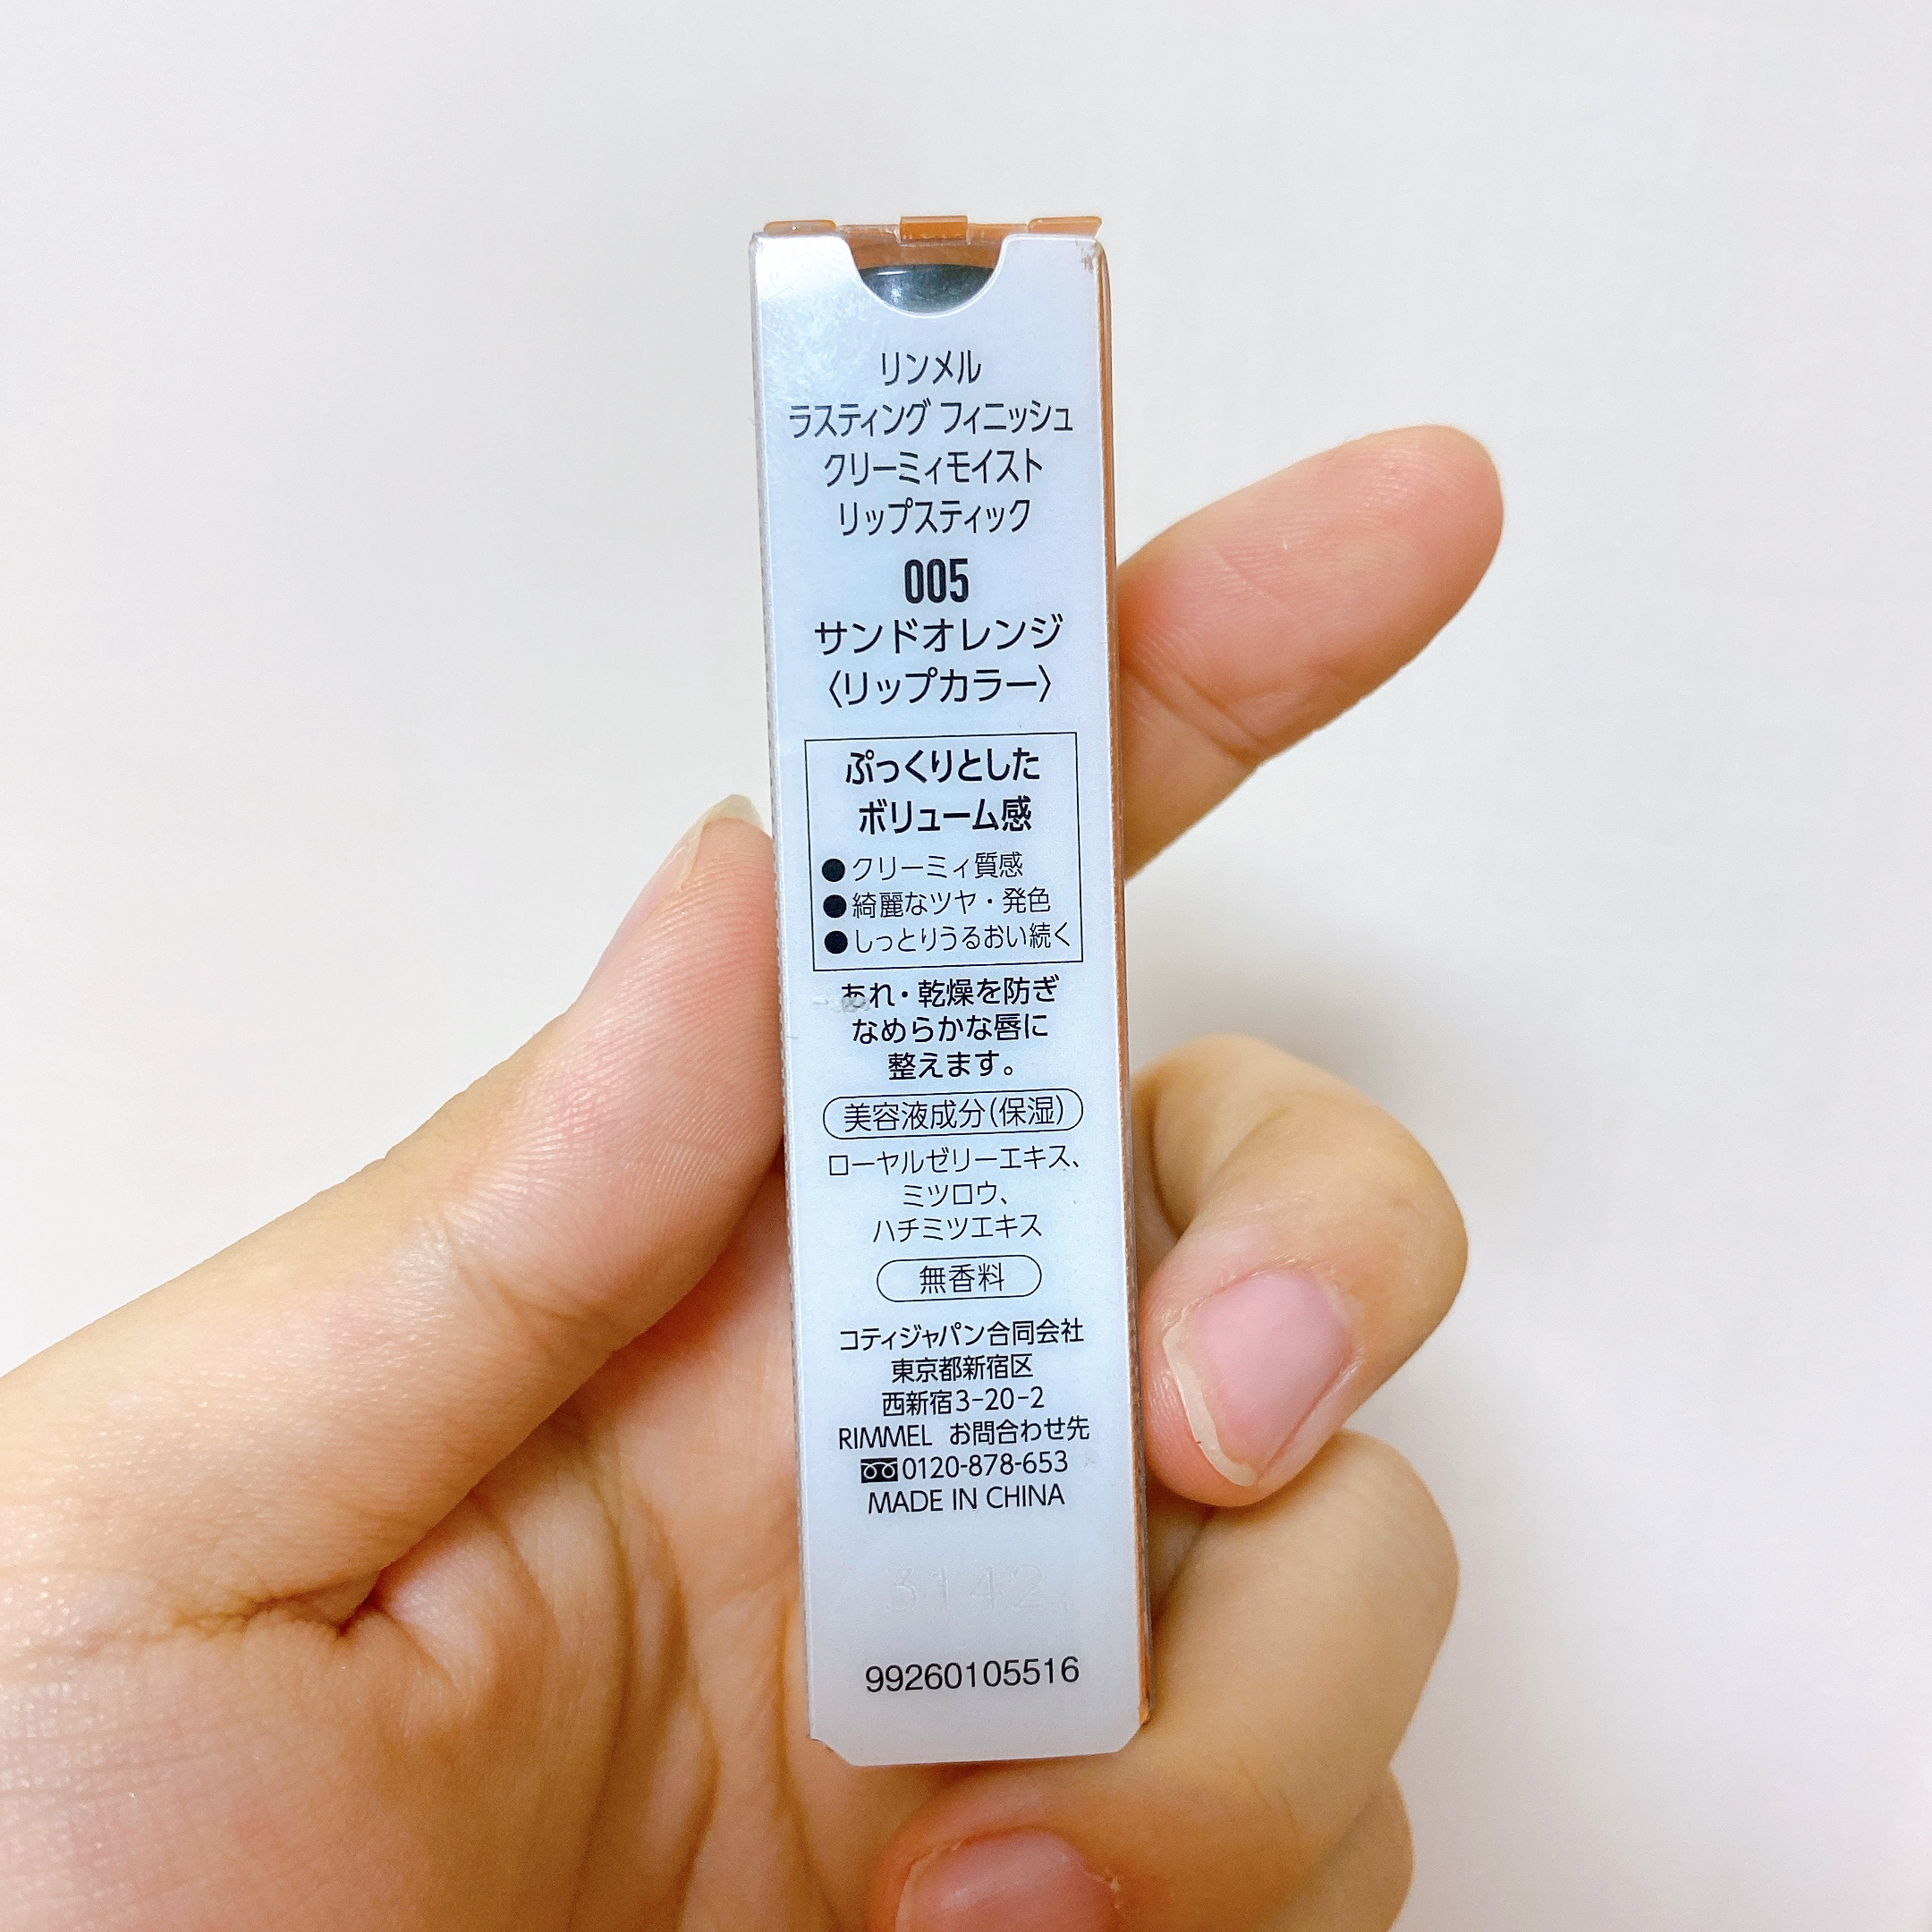 リンメル
ラスティング フィニッシュ
クリーミィモイスト
リップスティック
005
サンドオレンジ
〈リップカラー〉
ぷっくりとした
ボリューム感
●クリーミィ質感
●綺麗なツヤ・発色
●しっとりうるおい続く
あれ・乾燥を防ぎ
なめらかな唇に
整えます。
美容液成分(保湿)
ローヤルゼリーエキス、
ミツロウ、
ハチミツエキス
無香料
コティジャパン合同会社
東京都新宿区
西新宿3-20-2
RIMMEL お問合わせ先
0120-878-653
MADE IN CHINA
3142
99260105516